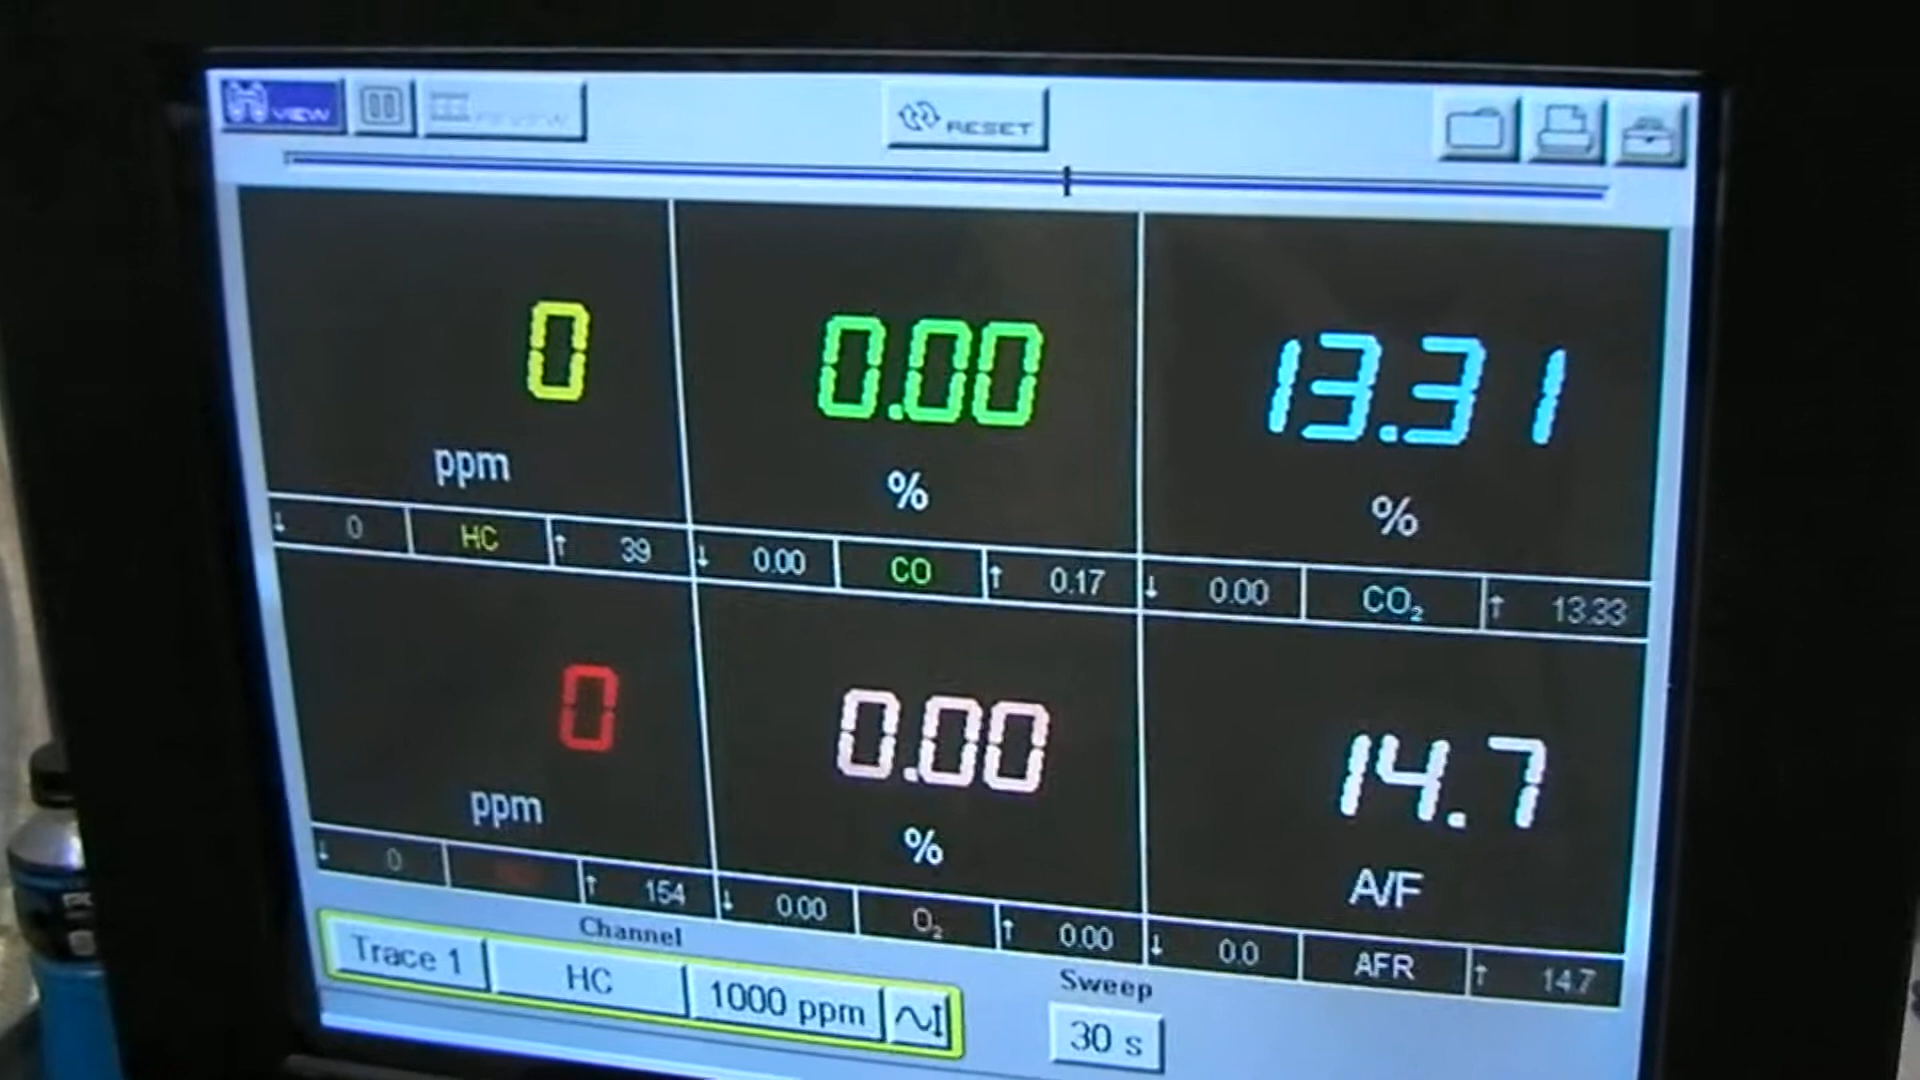 VIEW REVIEW RESET
0 0.00 13.31
ppm % %
↓ 0 HC ↑ 39 ↓ 0.00 CO ↑ 0.17 ↓ 0.00 CO₂ ↑ 13.33
0 0.00 14.7
ppm % A/F
↓ 0 ↑ 154 ↓ 0.00 O₂ ↑ 0.00 ↓ 0.0 AFR ↑ 14.7
Channel Sweep
Trace 1 HC 1000 ppm 30 s